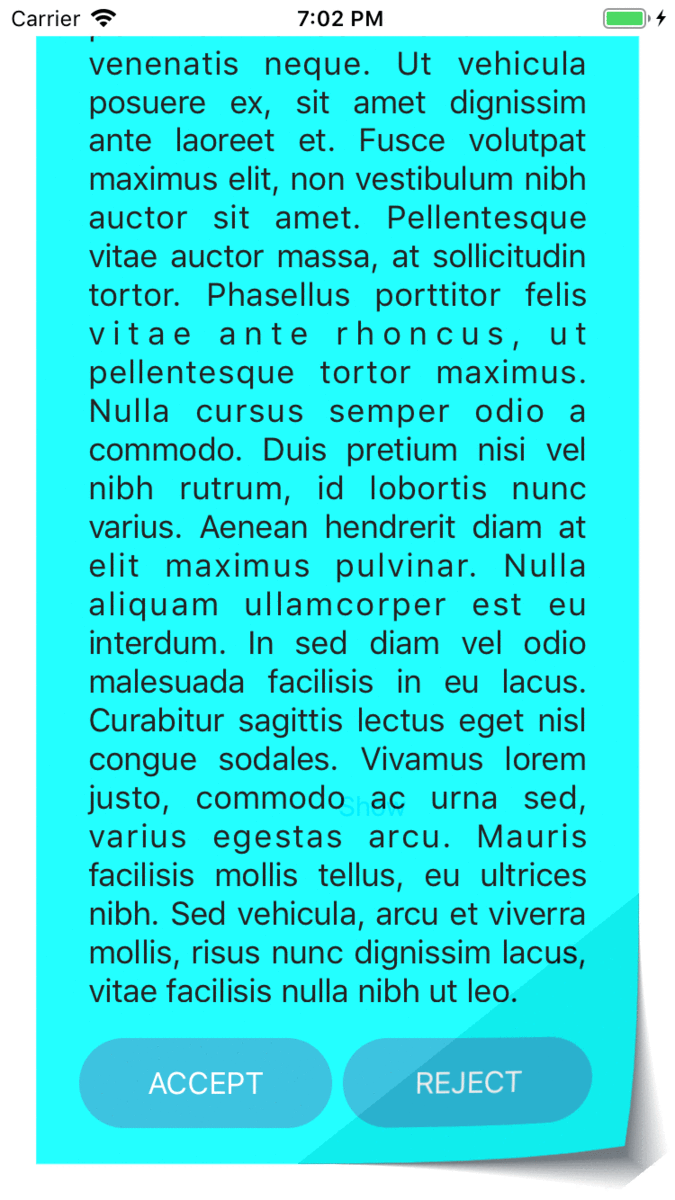 Carrier 7:02 PM
venenatis neque. Ut vehicula
posuere ex, sit amet dignissim
ante laoreet et. Fusce volutpat
maximus elit, non vestibulum nibh
auctor sit amet. Pellentesque
vitae auctor massa, at sollicitudin
tortor. Phasellus porttitor felis
vitae ante rhoncus, ut
pellentesque tortor maximus.
Nulla cursus semper odio a
commodo. Duis pretium nisi vel
nibh rutrum, id lobortis nunc
varius. Aenean hendrerit diam at
elit maximus pulvinar. Nulla
aliquam ullamcorper est eu
interdum. In sed diam vel odio
malesuada facilisis in eu lacus.
Curabitur sagittis lectus eget nisl
congue sodales. Vivamus lorem
justo, commodo ac urna sed,
Show
varius egestas arcu. Mauris
facilisis mollis tellus, eu ultrices
nibh. Sed vehicula, arcu et viverra
mollis, risus nunc dignissim lacus,
vitae facilisis nulla nibh ut leo.
ACCEPT REJECT